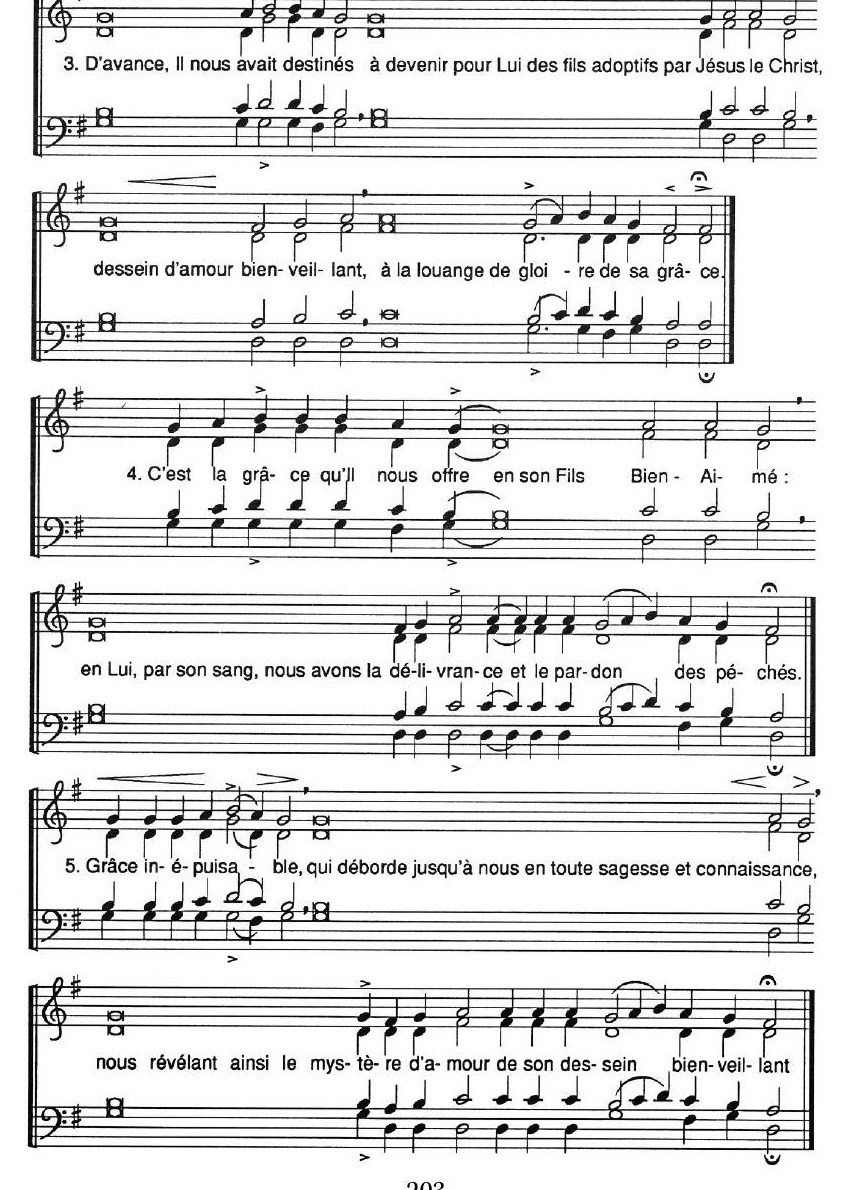 3. D'avance, Il nous avait destinés à devenir pour Lui des fils adoptifs par Jésus le Christ,
dessein d'amour bien- veil- lant, à la louange de gloi - re de sa grâ- ce.
4. C'est la grâ- ce qu'Il nous offre en son Fils Bien - Ai- mé :
en Lui, par son sang, nous avons la dé-li-vran-ce et le par-don des pé- chés.
5. Grâce in- é-puisa - ble, qui déborde jusqu'à nous en toute sagesse et connaissance,
nous révélant ainsi le mys- tè- re d'a- mour de son des- sein bien- veil- lant
203